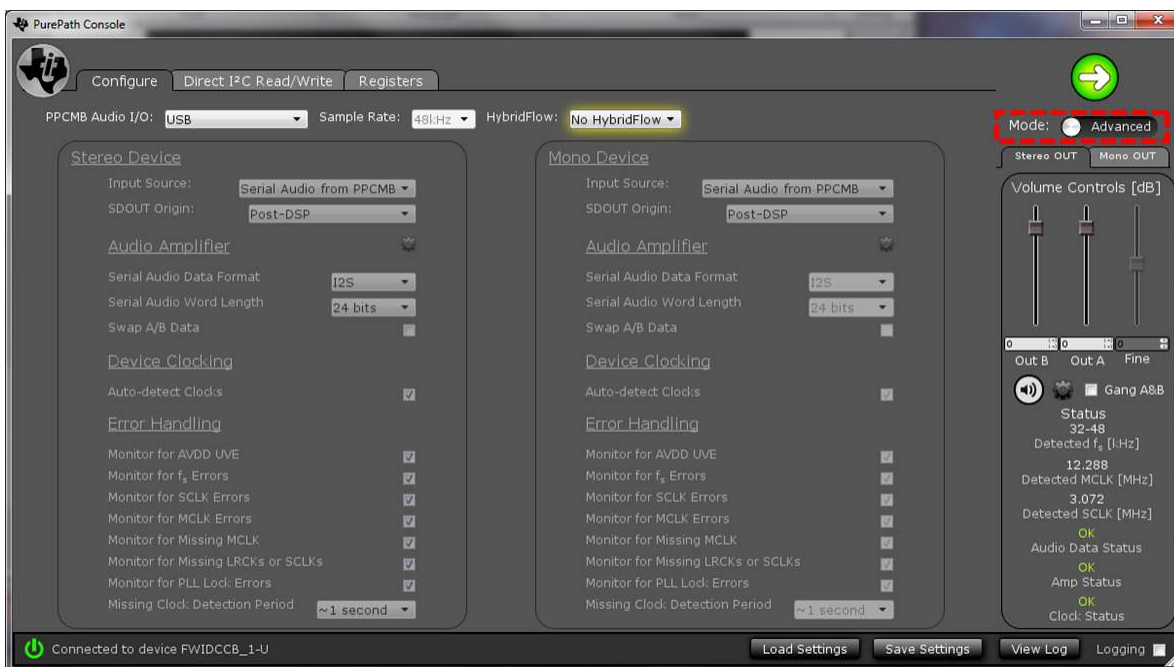 PurePath Console
Configure Direct I²C Read/Write Registers
PPCMB Audio I/O: USB Sample Rate: 48kHz HybridFlow: No HybridFlow
Mode: Advanced
Stereo OUT Mono OUT
Stereo Device
Input Source: Serial Audio from PPCMB
SDOUT Origin: Post-DSP
Audio Amplifier
Serial Audio Data Format I2S
Serial Audio Word Length 24 bits
Swap A/B Data
Device Clocking
Auto-detect Clocks
Error Handling
Monitor for AVDD UVE
Monitor for fs Errors
Monitor for SCLK Errors
Monitor for MCLK Errors
Monitor for Missing MCLK
Monitor for Missing LRCKs or SCLKs
Monitor for PLL Lock Errors
Missing Clock Detection Period ~1 second
Mono Device
Input Source: Serial Audio from PPCMB
SDOUT Origin: Post-DSP
Audio Amplifier
Serial Audio Data Format I2S
Serial Audio Word Length 24 bits
Swap A/B Data
Device Clocking
Auto-detect Clocks
Error Handling
Monitor for AVDD UVE
Monitor for fs Errors
Monitor for SCLK Errors
Monitor for MCLK Errors
Monitor for Missing MCLK
Monitor for Missing LRCKs or SCLKs
Monitor for PLL Lock Errors
Missing Clock Detection Period ~1 second
Volume Controls [dB]
0 0 0
Out B Out A Fine
Gang A&B
Status
32-48
Detected fs [kHz]
12.288
Detected MCLK [MHz]
3.072
Detected SCLK [MHz]
OK
Audio Data Status
OK
Amp Status
OK
Clock Status
Connected to device FWIDCCB_1-U
Load Settings Save Settings View Log Logging